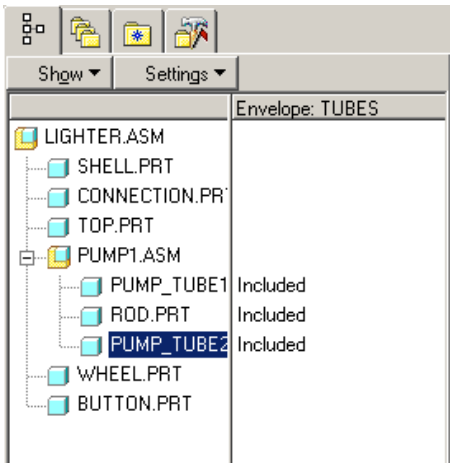 Show Settings
Envelope: TUBES
LIGHTER.ASM
SHELL.PRT
CONNECTION.PR
TOP.PRT
PUMP1.ASM
PUMP_TUBE1 Included
ROD.PRT Included
PUMP_TUBE2 Included
WHEEL.PRT
BUTTON.PRT